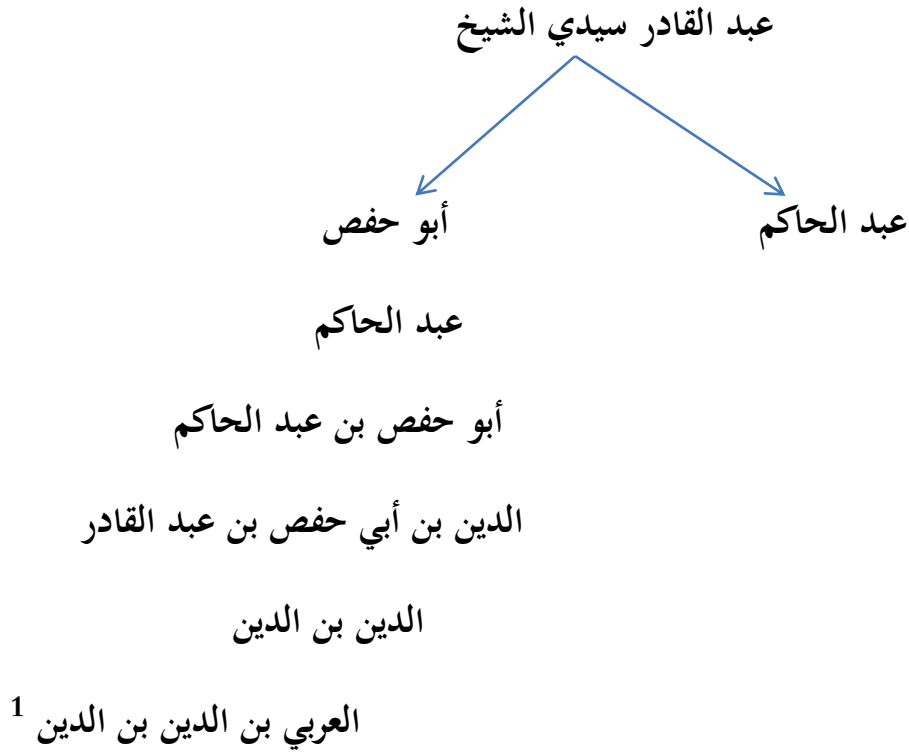 عبد القادر سيدي الشيخ
عبد الحاكم أبو حفص
عبد الحاكم
أبو حفص بن عبد الحاكم
الدين بن أبي حفص بن عبد القادر
الدين بن الدين
العربي بن الدين بن الدين 1